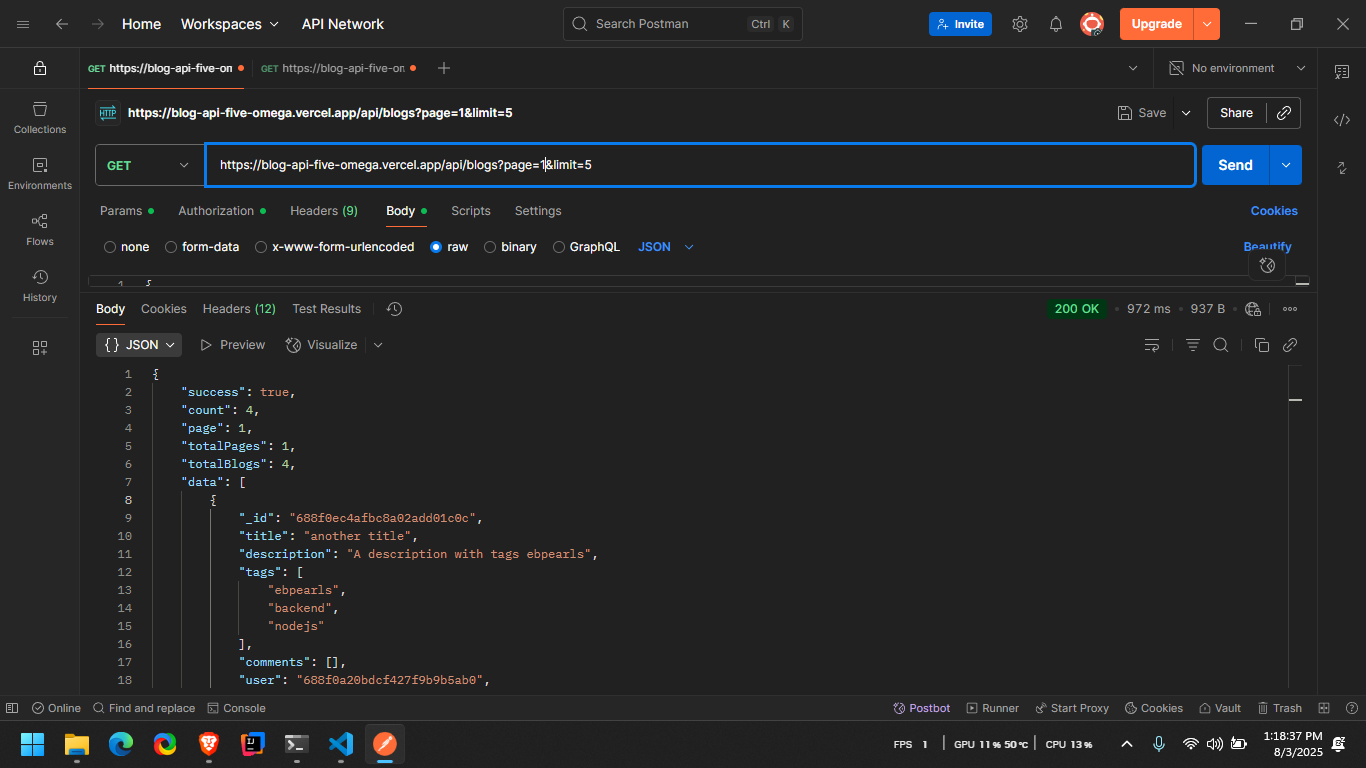 Home Workspaces API Network Search Postman Ctrl K Invite Upgrade
GET https://blog-api-five-on GET https://blog-api-five-on No environment
HTTP https://blog-api-five-omega.vercel.app/api/blogs?page=1&limit=5 Save Share
Collections
Environments
Flows
History
GET https://blog-api-five-omega.vercel.app/api/blogs?page=1&limit=5 Send
Params Authorization Headers (9) Body Scripts Settings Cookies
none form-data x-www-form-urlencoded raw binary GraphQL JSON Beautify
1 {
Body Cookies Headers (12) Test Results 200 OK 972 ms 937 B
{} JSON Preview Visualize
1 {
2 "success": true,
3 "count": 4,
4 "page": 1,
5 "totalPages": 1,
6 "totalBlogs": 4,
7 "data": [
8 {
9 "_id": "688f0ec4afbc8a02add01c0c",
10 "title": "another title",
11 "description": "A description with tags ebpearls",
12 "tags": [
13 "ebpearls",
14 "backend",
15 "nodejs"
16 ],
17 "comments": [],
18 "user": "688f0a20bdcf427f9b9b5ab0",
Online Find and replace Console Postbot Runner Start Proxy Cookies Vault Trash
FPS 1 GPU 11 % 50 °C CPU 13 % 1:18:37 PM
8/3/2025